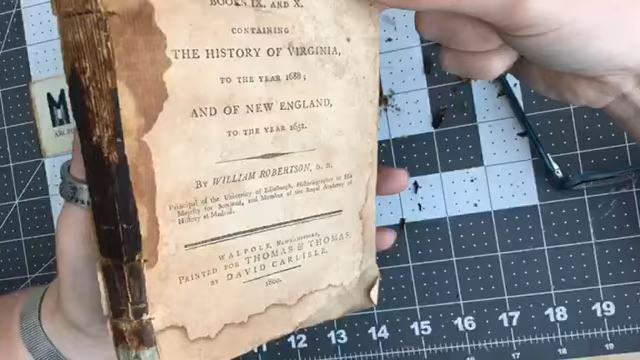 BOOKS IX. AND X.
CONTAINING
THE HISTORY OF VIRGINIA,
TO THE YEAR 1688;
AND OF NEW ENGLAND,
TO THE YEAR 1652.
BY WILLIAM ROBERTSON, D. D.
Principal of the University of Edinburgh, Historiographer to His
Majesty for Scotland, and Member of the Royal Academy of
History at Madrid.
WALPOLE, NEWHAMPSHIRE,
PRINTED FOR THOMAS & THOMAS,
BY DAVID CARLISLE.
1800.
12 13 14 15 16 17 18 19